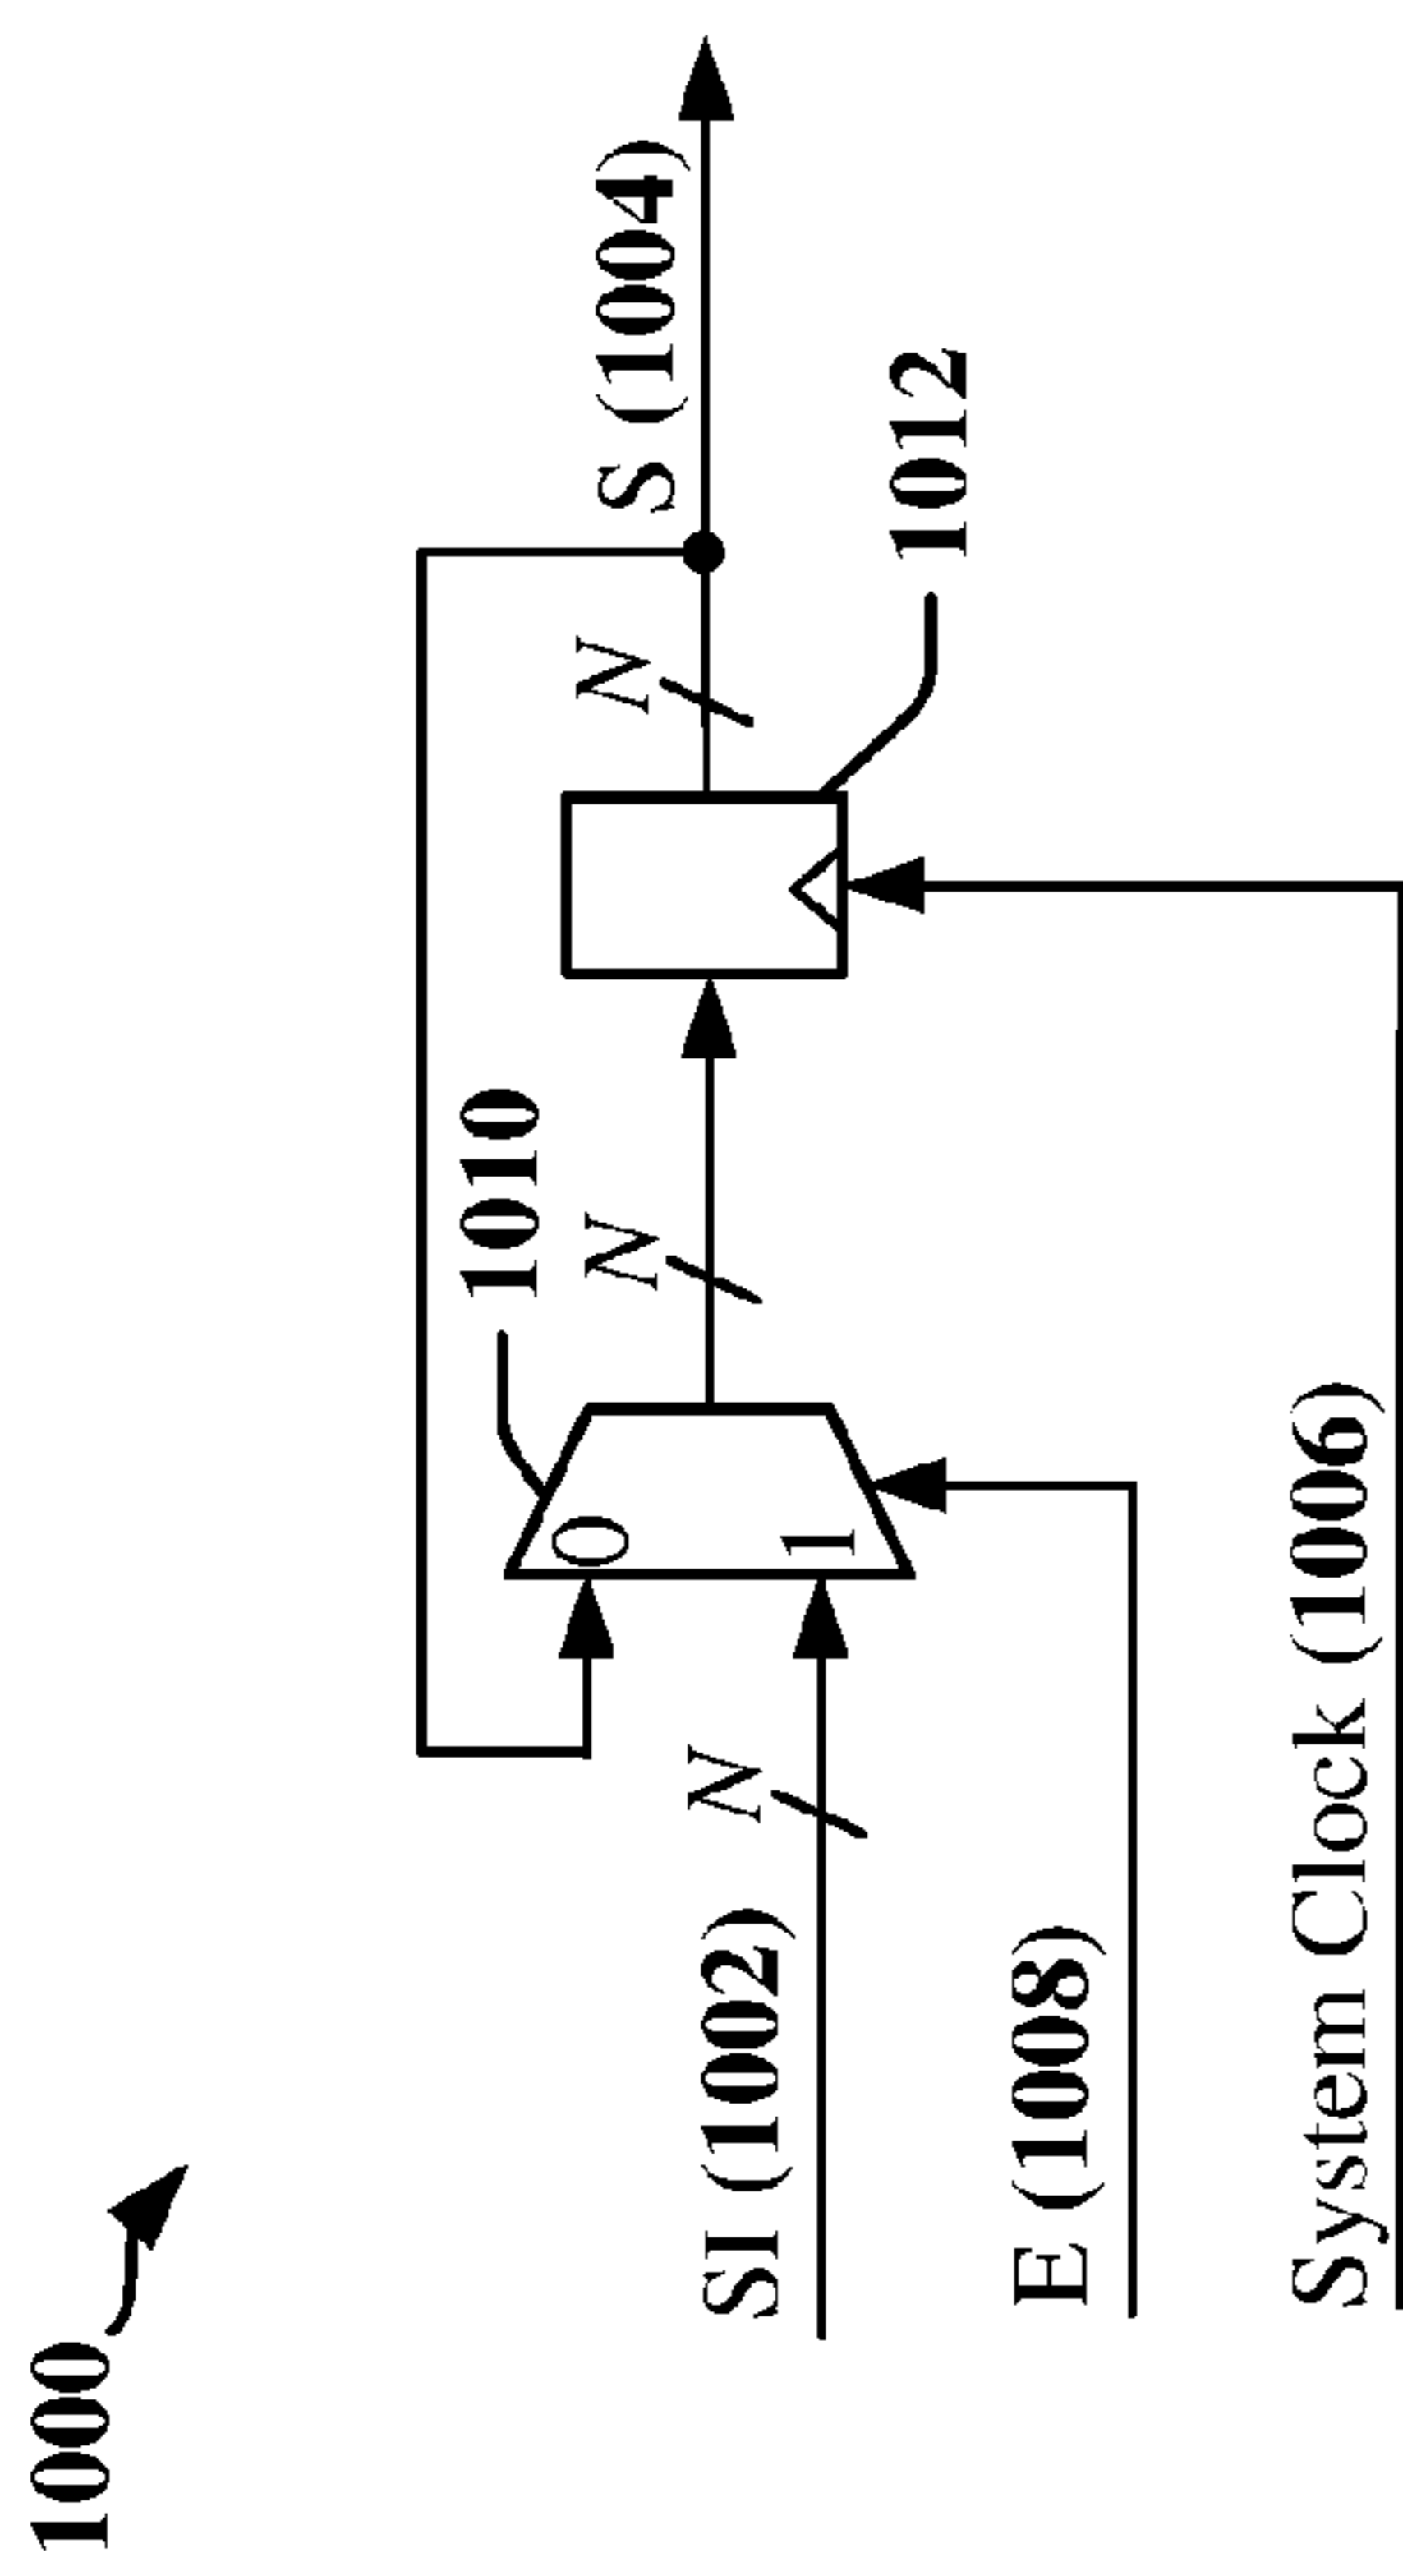 1000
S (1004)
N
1012
1010
N
0
1
N
SI (1002)
E (1008)
System Clock (1006)